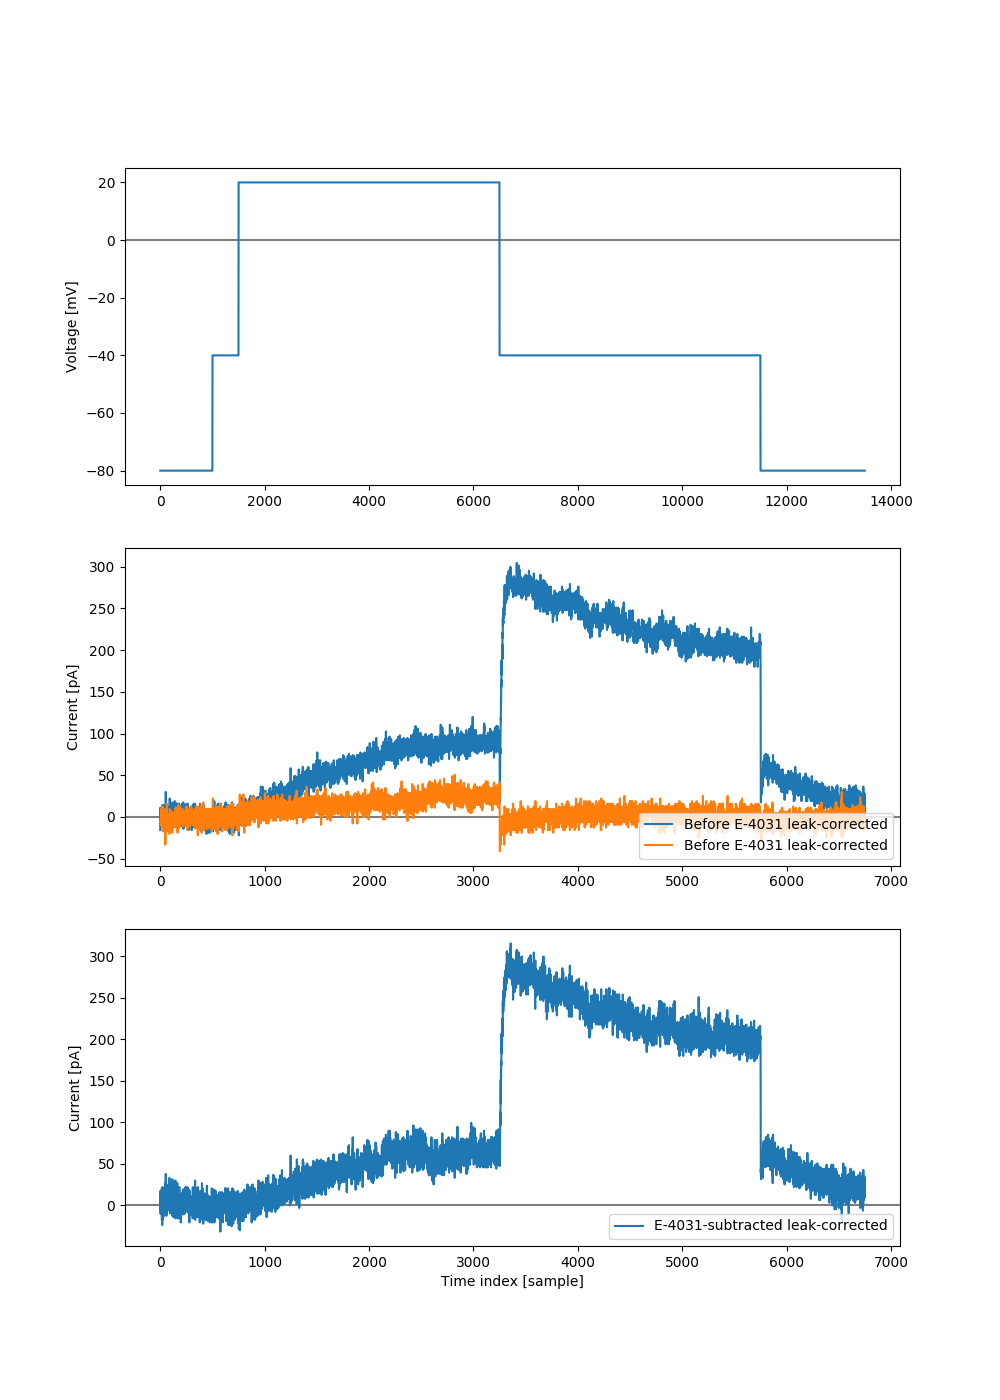 20
0
−20
−40
−60
−80
Voltage [mV]
0 2000 4000 6000 8000 10000 12000 14000
300
250
200
150
100
50
0
−50
Current [pA]
Before E-4031 leak-corrected
Before E-4031 leak-corrected
0 1000 2000 3000 4000 5000 6000 7000
300
250
200
150
100
50
0
Current [pA]
E-4031-subtracted leak-corrected
0 1000 2000 3000 4000 5000 6000 7000
Time index [sample]